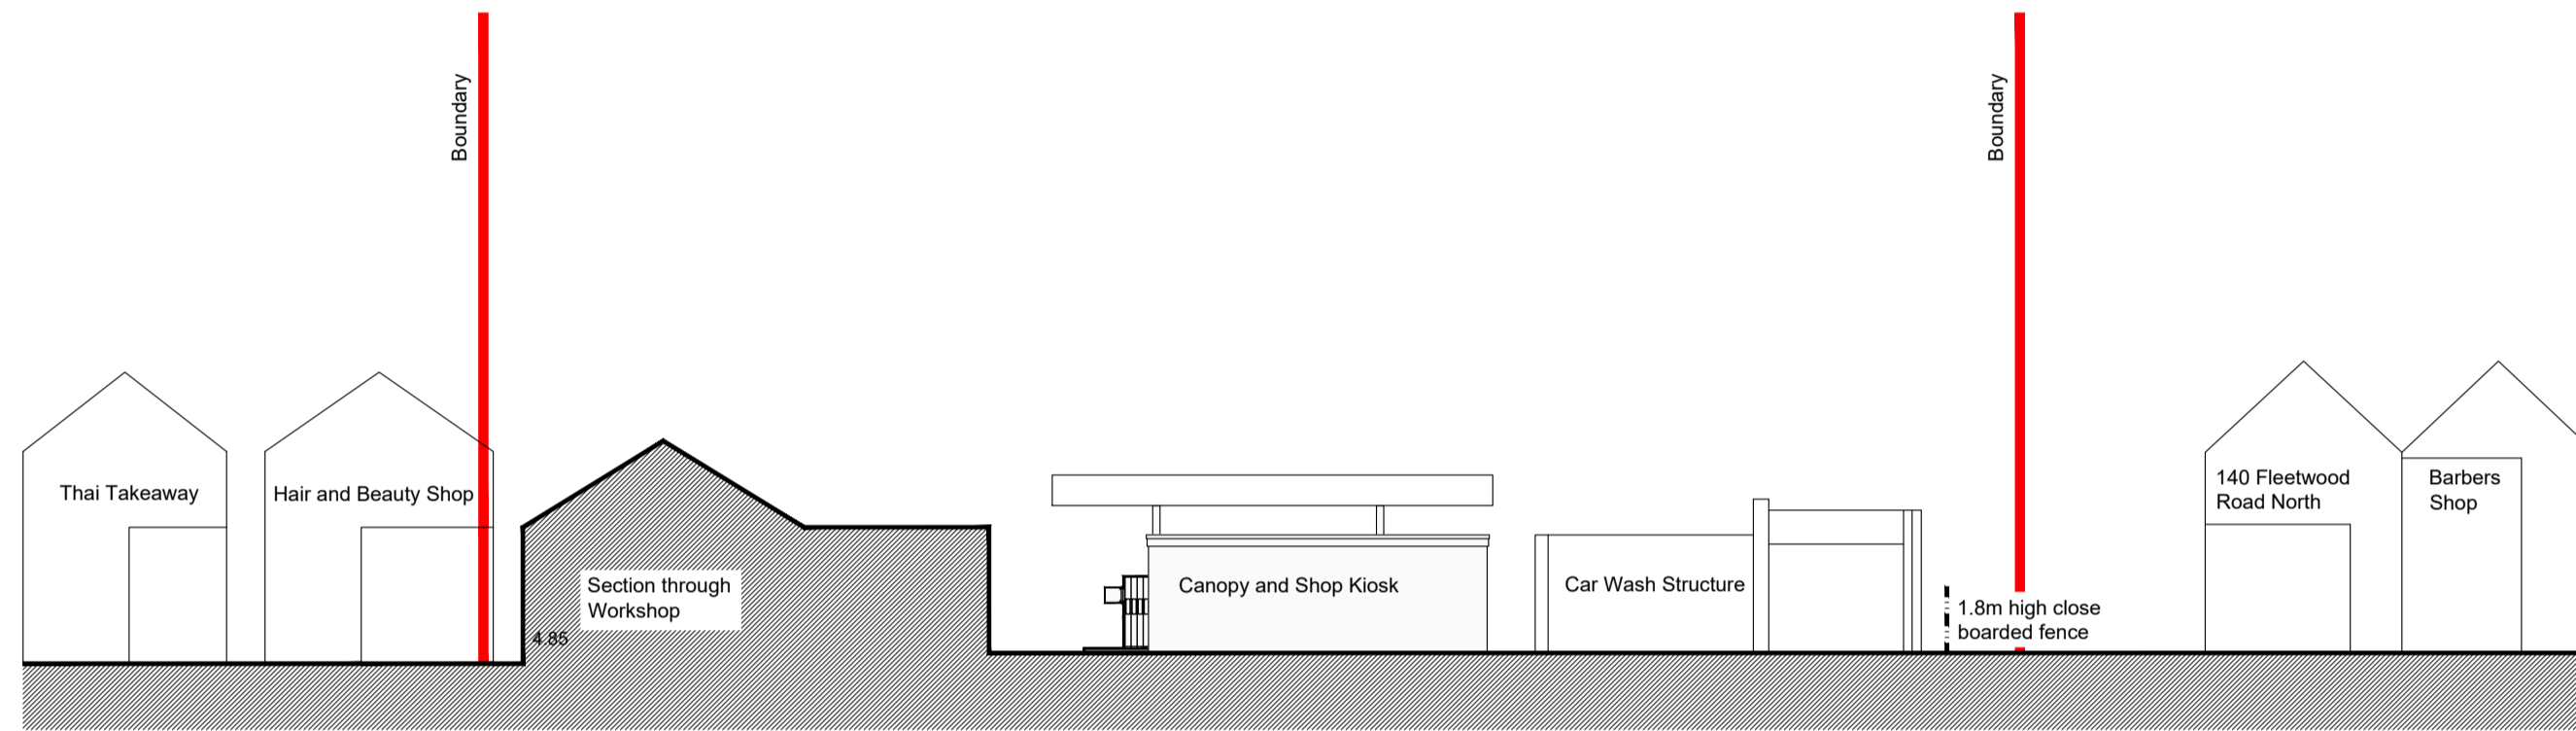 Boundary
Boundary
Thai Takeaway
Hair and Beauty Shop
Section through
Workshop
4.85
Canopy and Shop Kiosk
Car Wash Structure
1.8m high close
boarded fence
140 Fleetwood
Road North
Barbers
Shop